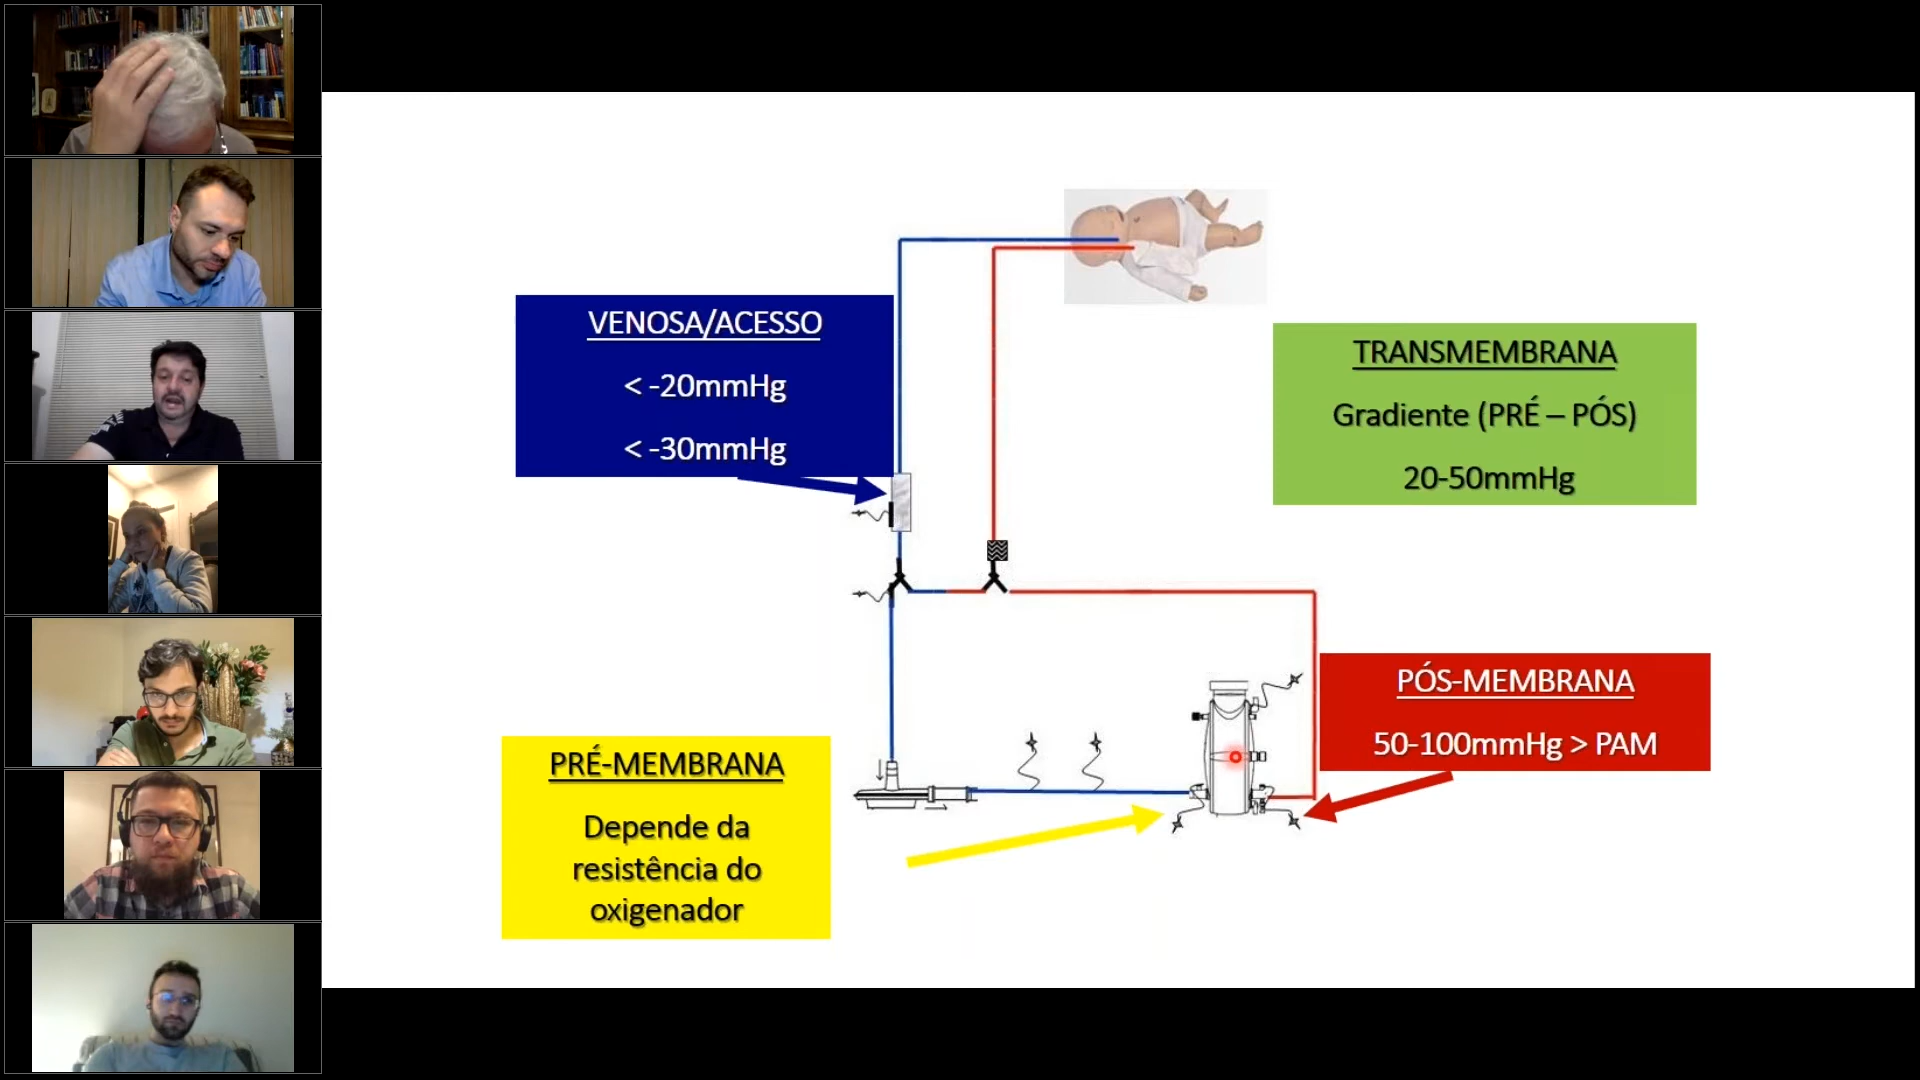 VENOSA/ACESSO
< -20mmHg
< -30mmHg
TRANSMEMBRANA
Gradiente (PRÉ – PÓS)
20-50mmHg
PÓS-MEMBRANA
50-100mmHg > PAM
PRÉ-MEMBRANA
Depende da
resistência do
oxigenador